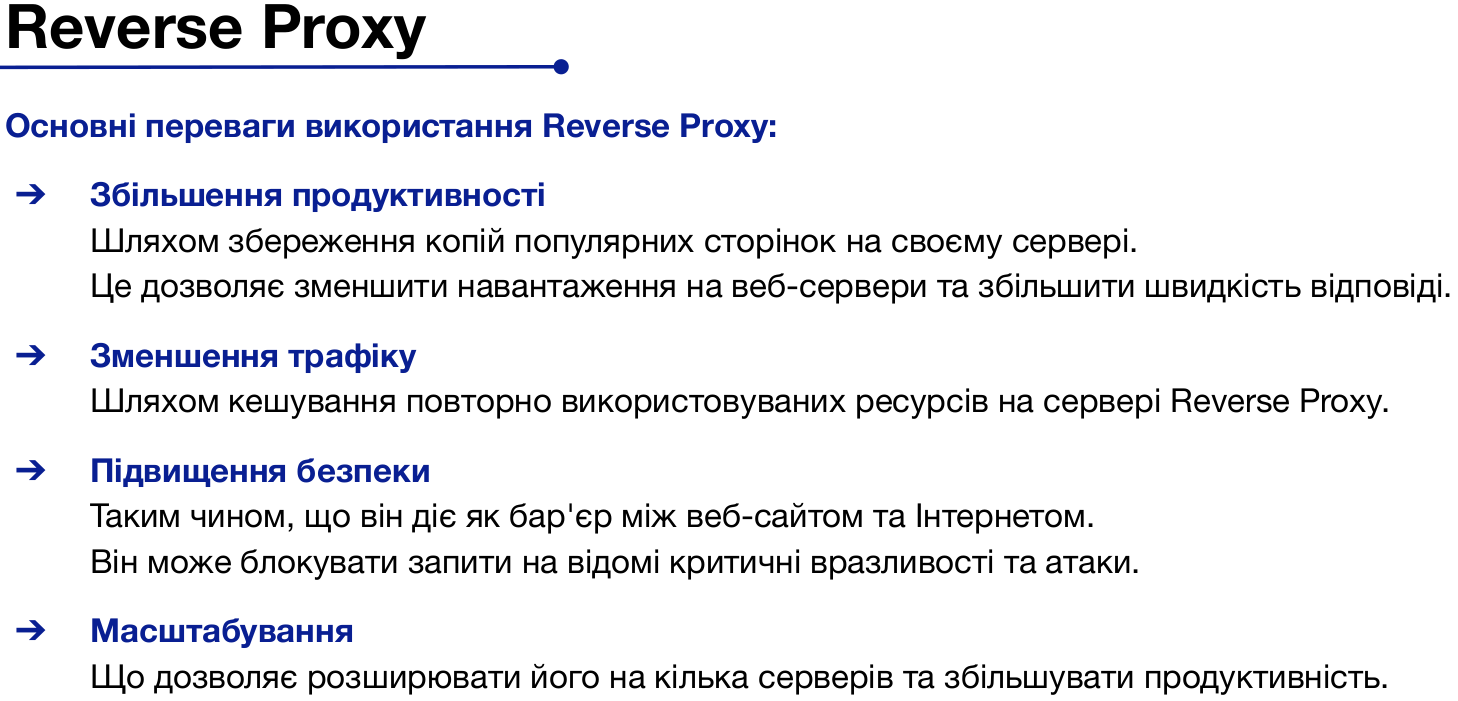 Reverse Proxy
Основні переваги використання Reverse Proxy:
➔ Збільшення продуктивності
Шляхом збереження копій популярних сторінок на своєму сервері.
Це дозволяє зменшити навантаження на веб-сервери та збільшити швидкість відповіді.
➔ Зменшення трафіку
Шляхом кешування повторно використовуваних ресурсів на сервері Reverse Proxy.
➔ Підвищення безпеки
Таким чином, що він діє як бар'єр між веб-сайтом та Інтернетом.
Він може блокувати запити на відомі критичні вразливості та атаки.
➔ Масштабування
Що дозволяє розширювати його на кілька серверів та збільшувати продуктивність.